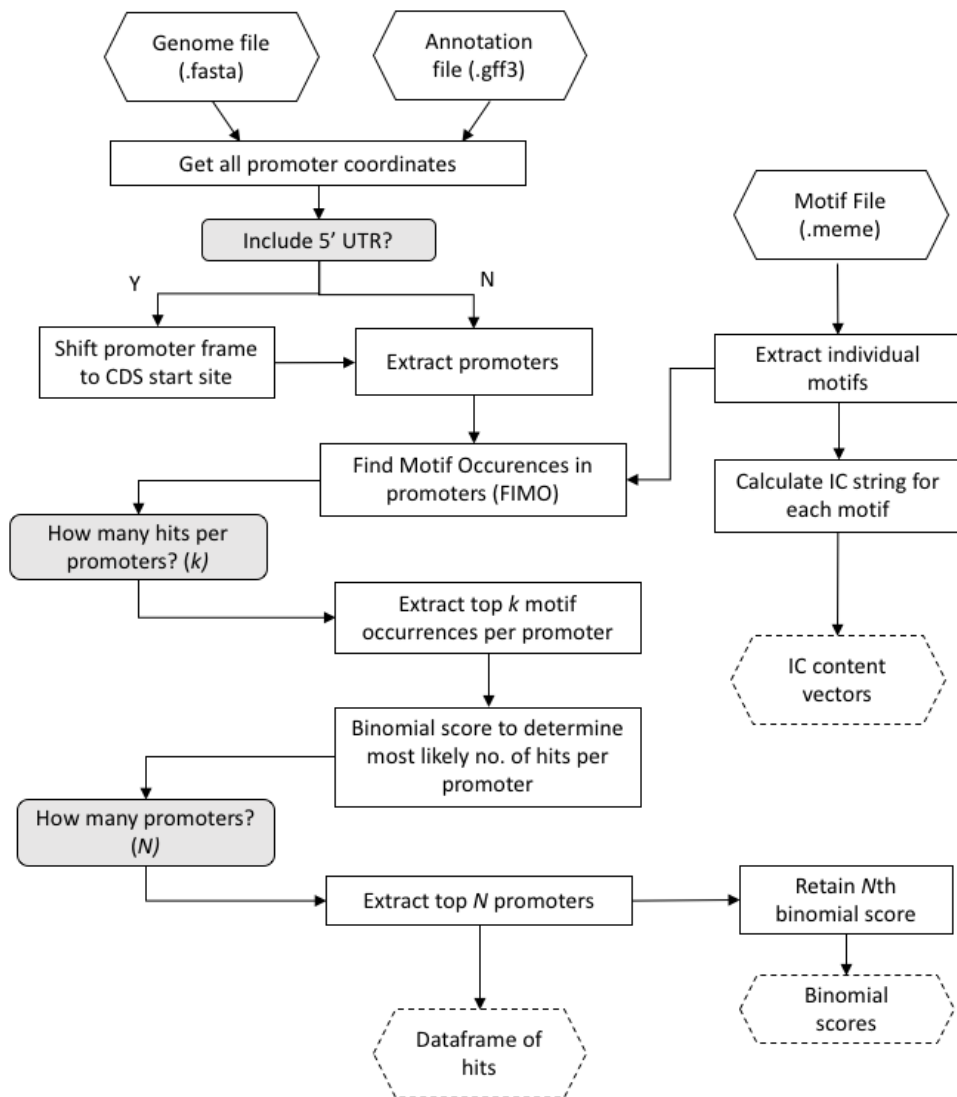 Genome file
(.fasta)
Annotation
file (.gff3)
Get all promoter coordinates
Include 5' UTR?
Y
N
Shift promoter frame
to CDS start site
Extract promoters
Motif File
(.meme)
Extract individual
motifs
Find Motif Occurences in
promoters (FIMO)
Calculate IC string for
each motif
How many hits per
promoters? (k)
Extract top k motif
occurrences per promoter
IC content
vectors
Binomial score to determine
most likely no. of hits per
promoter
How many promoters?
(N)
Extract top N promoters
Retain Nth
binomial score
Dataframe of
hits
Binomial
scores